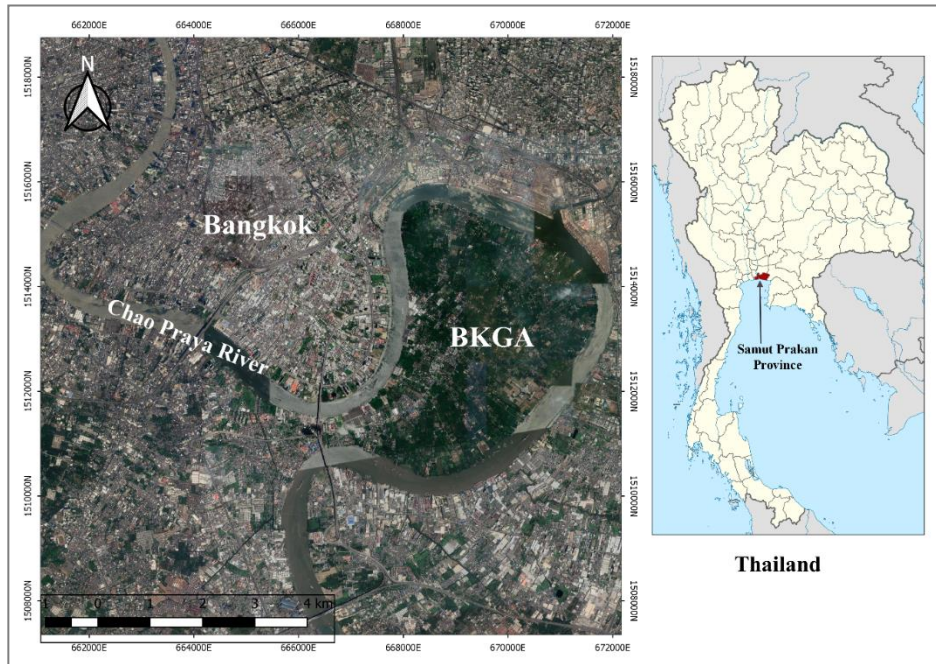 662000E 664000E 666000E 668000E 670000E 672000E
1518000N
1516000N
1514000N
1512000N
1510000N
1508000N
N
Bangkok
Chao Praya River
BKGA
1518000N
1516000N
1514000N
1512000N
1510000N
1508000N
1 0 1 2 3 4 km
662000E 664000E 666000E 668000E 670000E 672000E
Samut Prakan
Province
Thailand